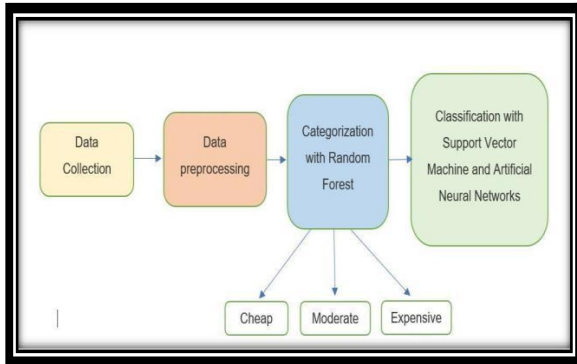 Data
Collection
Data
preprocessing
Categorization
with Random
Forest
Classification with
Support Vector
Machine and Artificial
Neural Networks
Cheap
Moderate
Expensive